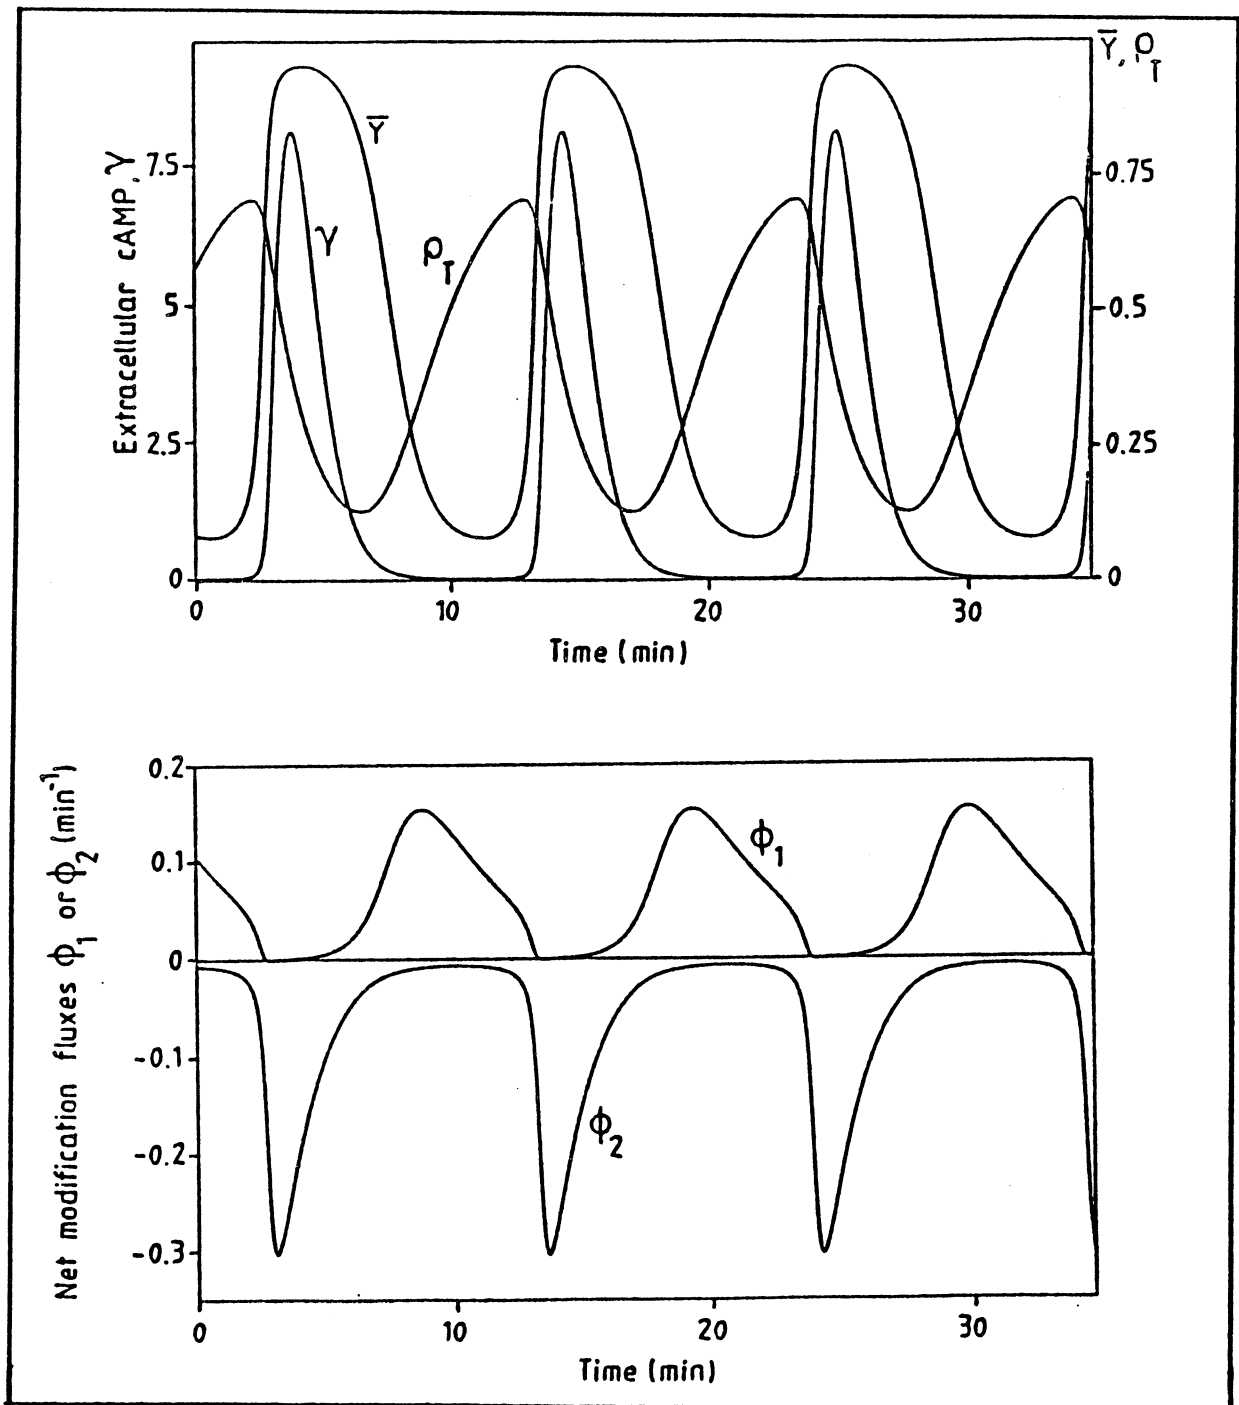 Ȳ, ρ_T
Extracellular cAMP, γ
7.5
5
2.5
0
0.75
0.5
0.25
0
Ȳ
γ
ρ_T
0
10
20
30
Time (min)
Net modification fluxes ϕ₁ or ϕ₂ (min⁻¹)
0.2
0.1
0
-0.1
-0.2
-0.3
ϕ₁
ϕ₂
0
10
20
30
Time (min)